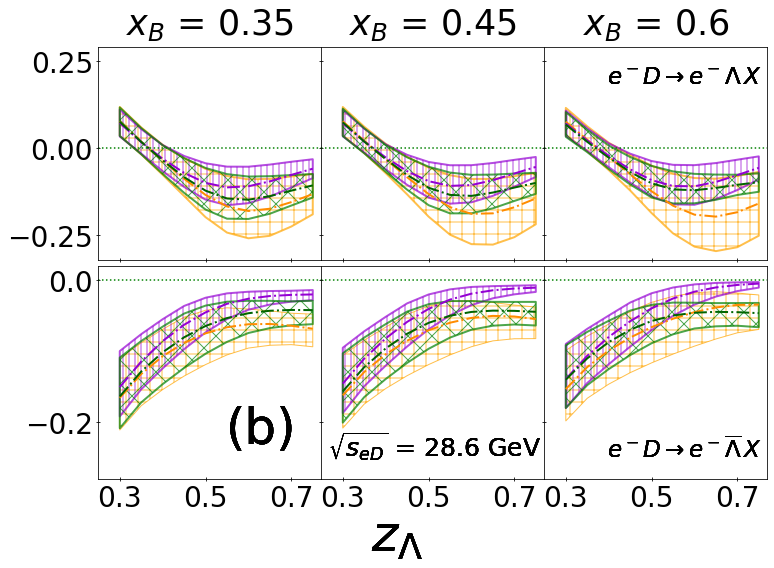 x_B = 0.35 x_B = 0.45 x_B = 0.6
0.25
e⁻D→e⁻ΛX
0.00
−0.25
0.0
−0.2
(b)
√s_eD = 28.6 GeV
e⁻D→e⁻Λ̅X
0.3 0.5 0.7 0.3 0.5 0.7 0.3 0.5 0.7
z_Λ